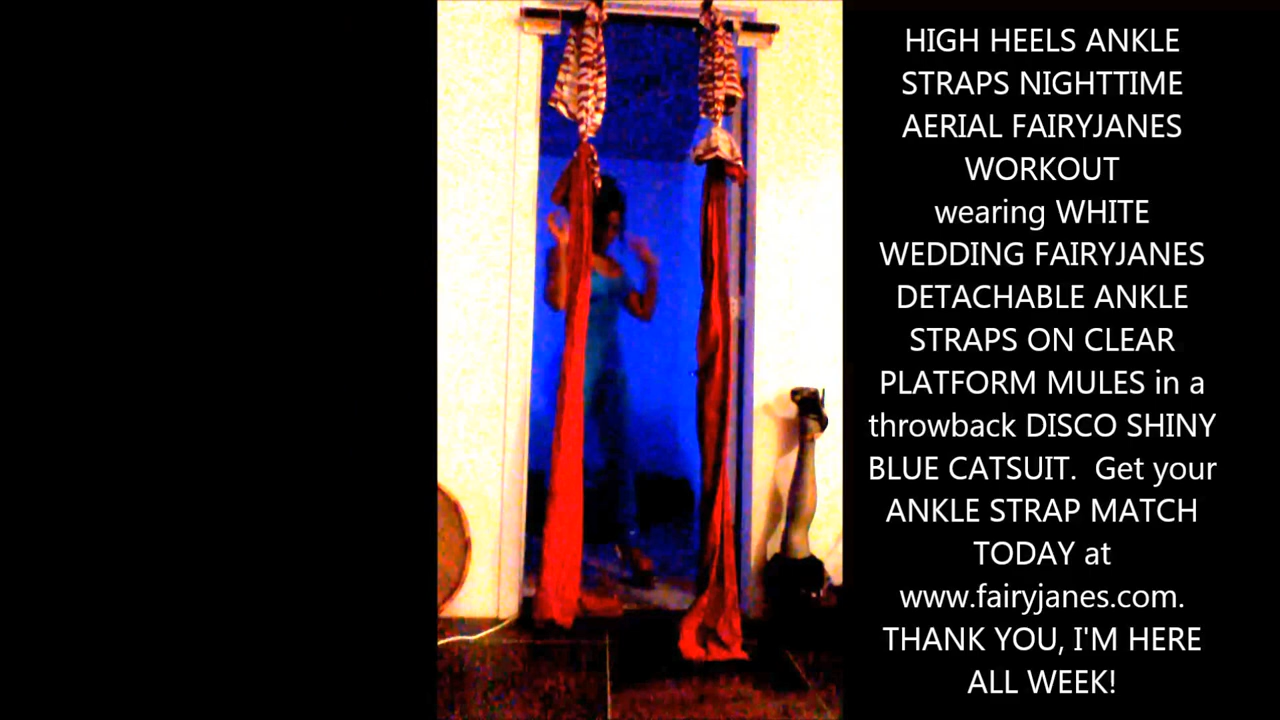 HIGH HEELS ANKLE
STRAPS NIGHTTIME
AERIAL FAIRYJANES
WORKOUT
wearing WHITE
WEDDING FAIRYJANES
DETACHABLE ANKLE
STRAPS ON CLEAR
PLATFORM MULES in a
throwback DISCO SHINY
BLUE CATSUIT.  Get your
ANKLE STRAP MATCH
TODAY at
www.fairyjanes.com.
THANK YOU, I'M HERE
ALL WEEK!